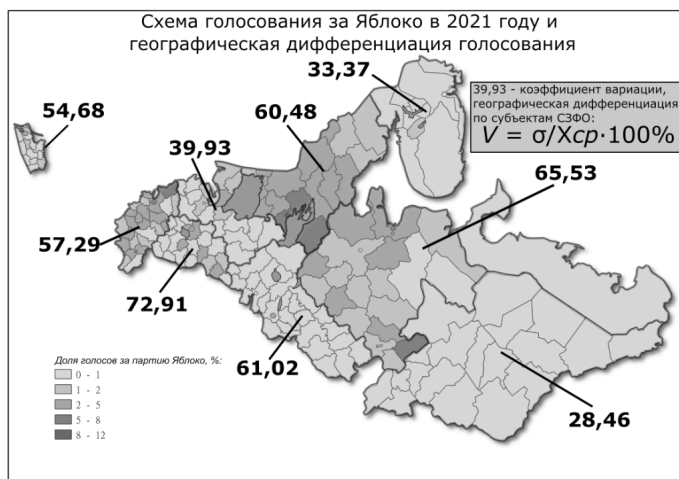 Схема голосования за Яблоко в 2021 году и
географическая дифференциация голосования
33,37
39,93 - коэффициент вариации,
географическая дифференциация
по субъектам СЗФО:
V = σ/Xcp·100%
54,68
60,48
39,93
65,53
57,29
72,91
61,02
28,46
Доля голосов за партию Яблоко, %:
0 - 1
1 - 2
2 - 5
5 - 8
8 - 12